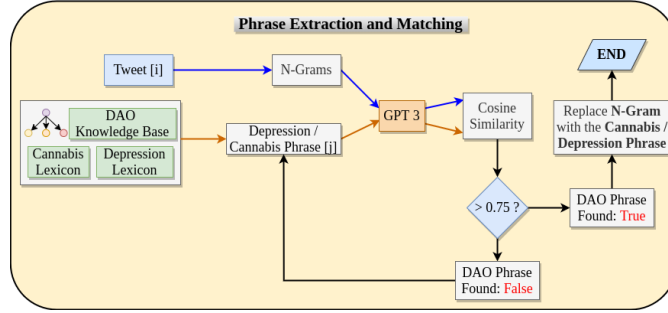 Phrase Extraction and Matching
Tweet [i]
N-Grams
END
DAO
Knowledge Base
Cannabis
Lexicon
Depression
Lexicon
Depression /
Cannabis Phrase [j]
GPT 3
Cosine
Similarity
Replace N-Gram
with the Cannabis /
Depression Phrase
> 0.75 ?
DAO Phrase
Found: True
DAO Phrase
Found: False